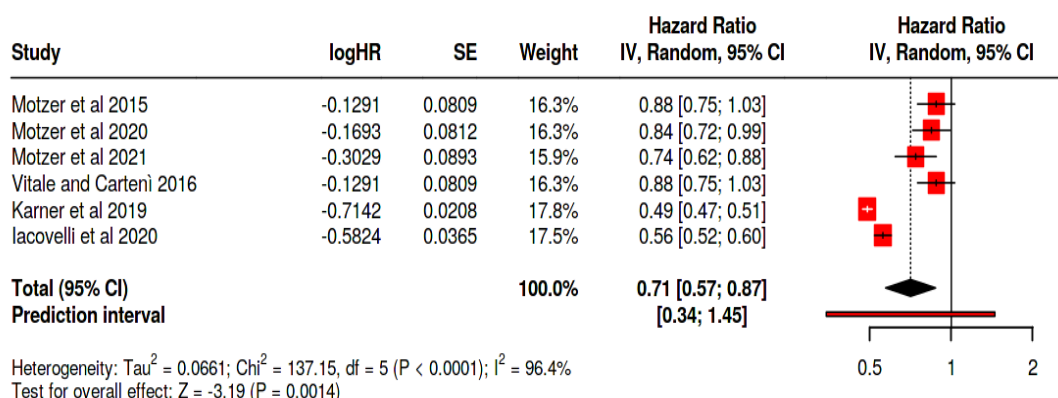 Hazard Ratio Hazard Ratio
Study logHR SE Weight IV, Random, 95% CI IV, Random, 95% CI
Motzer et al 2015 -0.1291 0.0809 16.3% 0.88 [0.75; 1.03]
Motzer et al 2020 -0.1693 0.0812 16.3% 0.84 [0.72; 0.99]
Motzer et al 2021 -0.3029 0.0893 15.9% 0.74 [0.62; 0.88]
Vitale and Cartenì 2016 -0.1291 0.0809 16.3% 0.88 [0.75; 1.03]
Karner et al 2019 -0.7142 0.0208 17.8% 0.49 [0.47; 0.51]
Iacovelli et al 2020 -0.5824 0.0365 17.5% 0.56 [0.52; 0.60]
Total (95% CI) 100.0% 0.71 [0.57; 0.87]
Prediction interval [0.34; 1.45]
Heterogeneity: Tau² = 0.0661; Chi² = 137.15, df = 5 (P < 0.0001); I² = 96.4%
0.5 1 2
Test for overall effect: Z = -3.19 (P = 0.0014)